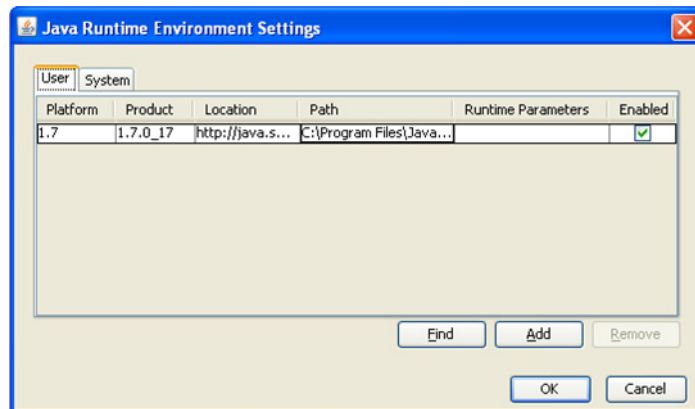 Java Runtime Environment Settings
User System
Platform Product Location Path Runtime Parameters Enabled
1.7 1.7.0_17 http://java.s... C:\Program Files\Java...
Find Add Remove
OK Cancel